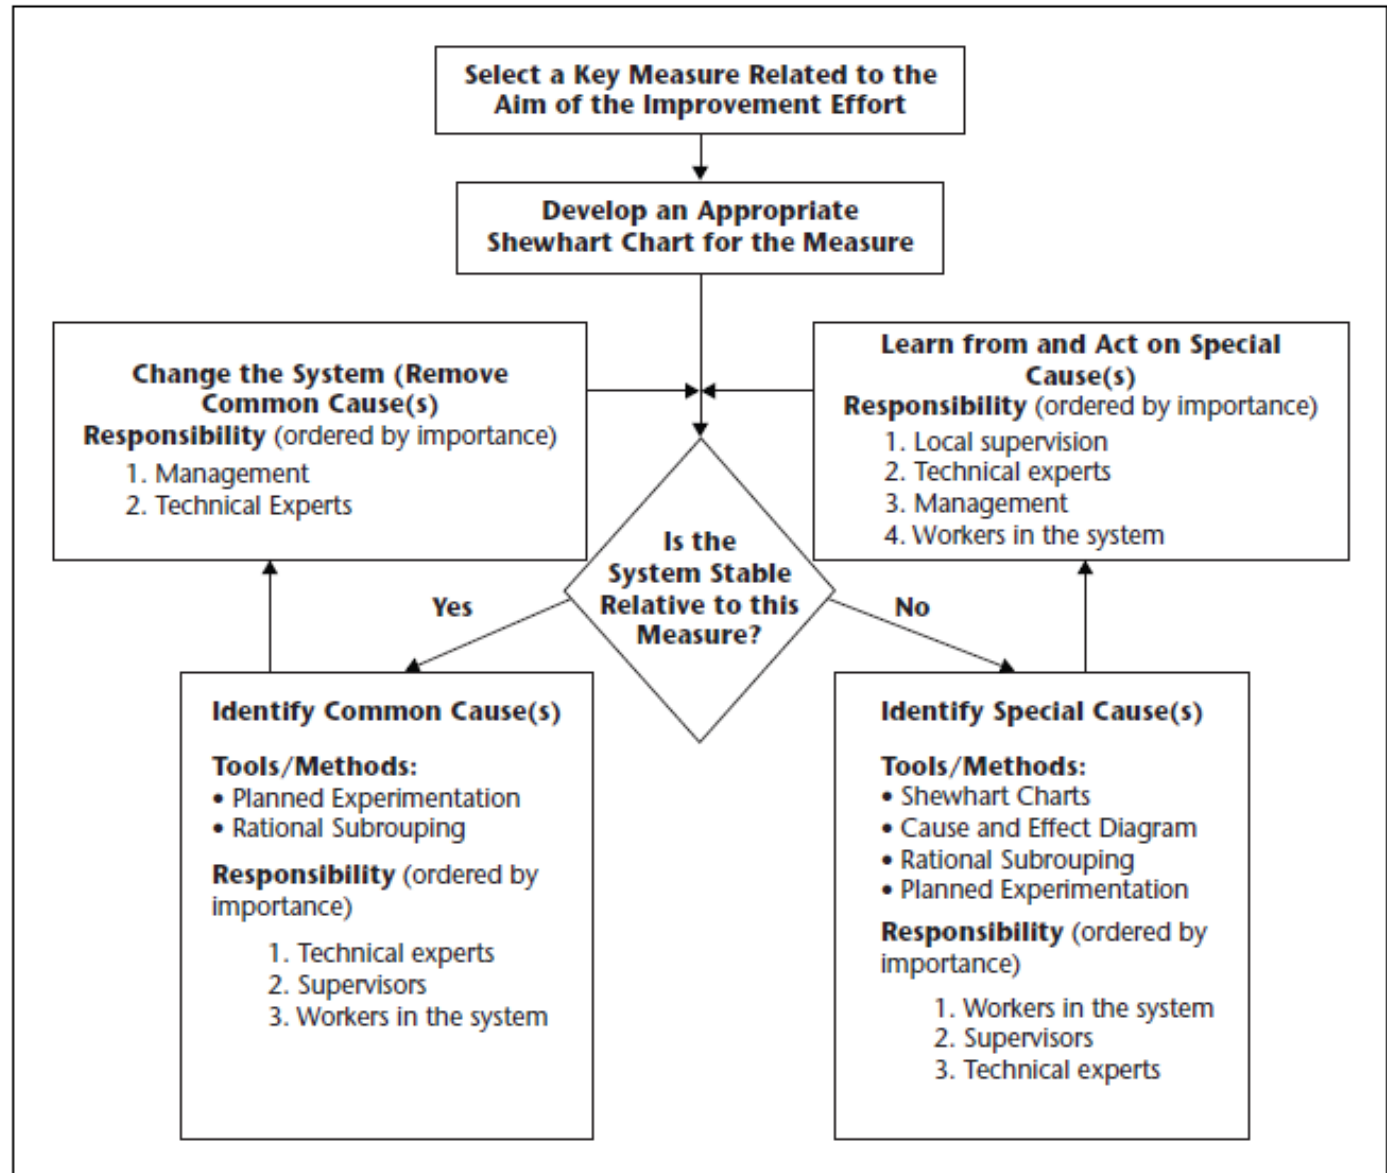 Select a Key Measure Related to the
Aim of the Improvement Effort
Develop an Appropriate
Shewhart Chart for the Measure
Change the System (Remove
Common Cause(s)
Responsibility (ordered by importance)
1. Management
2. Technical Experts
Learn from and Act on Special
Cause(s)
Responsibility (ordered by importance)
1. Local supervision
2. Technical experts
3. Management
4. Workers in the system
Is the
System Stable
Relative to this
Measure?
Yes
No
Identify Common Cause(s)
Tools/Methods:
• Planned Experimentation
• Rational Subrouping
Responsibility (ordered by
importance)
1. Technical experts
2. Supervisors
3. Workers in the system
Identify Special Cause(s)
Tools/Methods:
• Shewhart Charts
• Cause and Effect Diagram
• Rational Subrouping
• Planned Experimentation
Responsibility (ordered by
importance)
1. Workers in the system
2. Supervisors
3. Technical experts